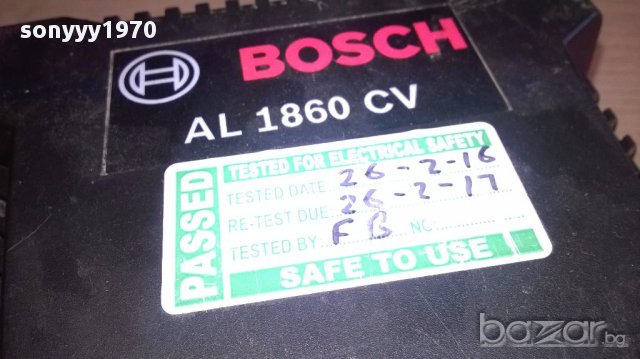 sonyyy1970
BOSCH
AL 1860 CV
PASSED
TESTED FOR ELECTRICAL SAFETY
TESTED DATE: 26-2-16
RE-TEST DUE: 26-2-17
TESTED BY FB NC:
SAFE TO USE
bazar.bg